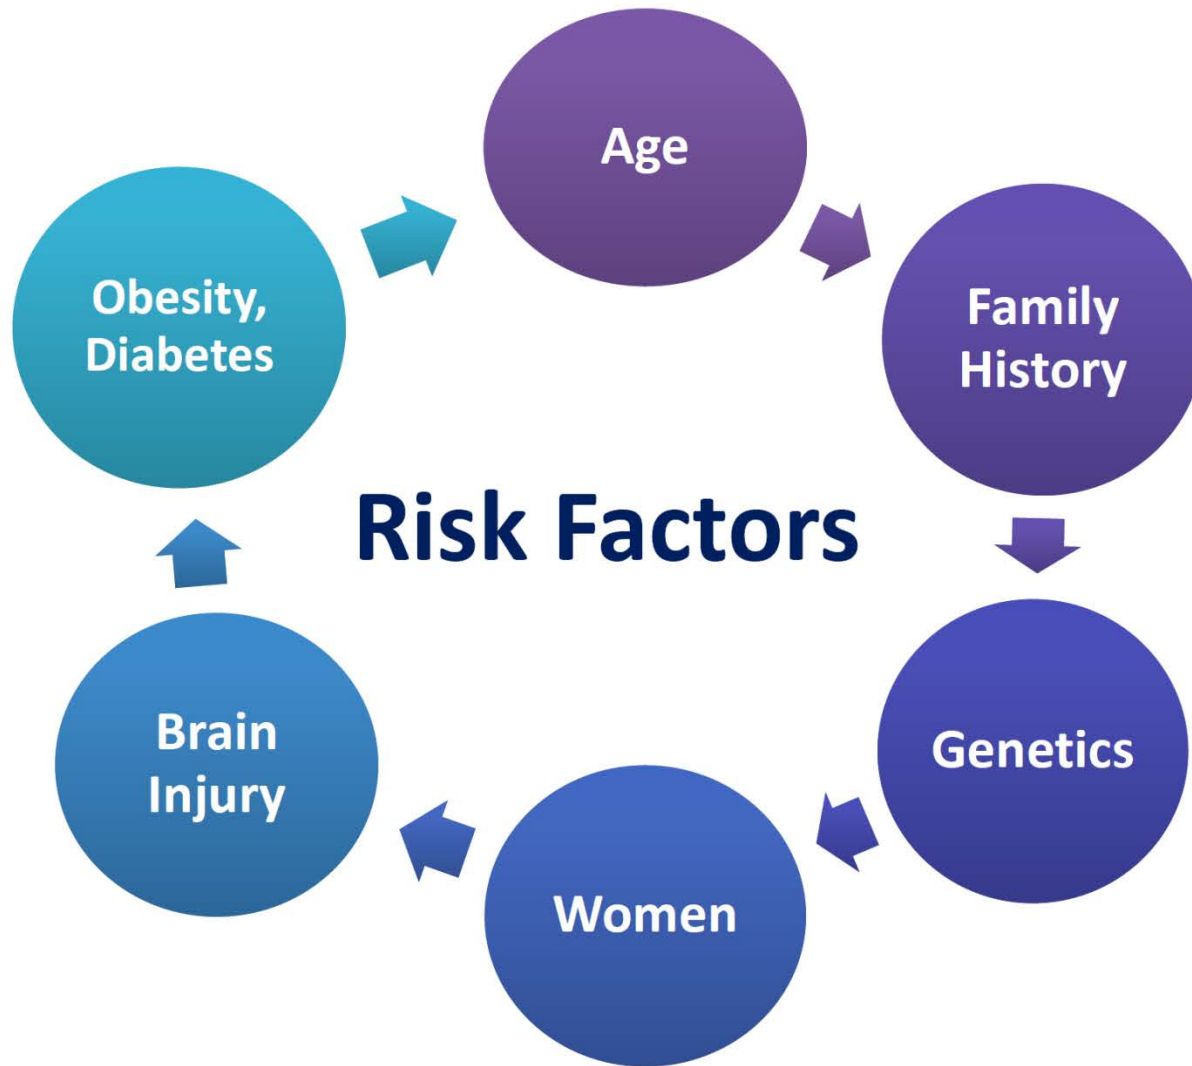 Age
Family
History
Genetics
Women
Brain
Injury
Obesity,
Diabetes
Risk Factors